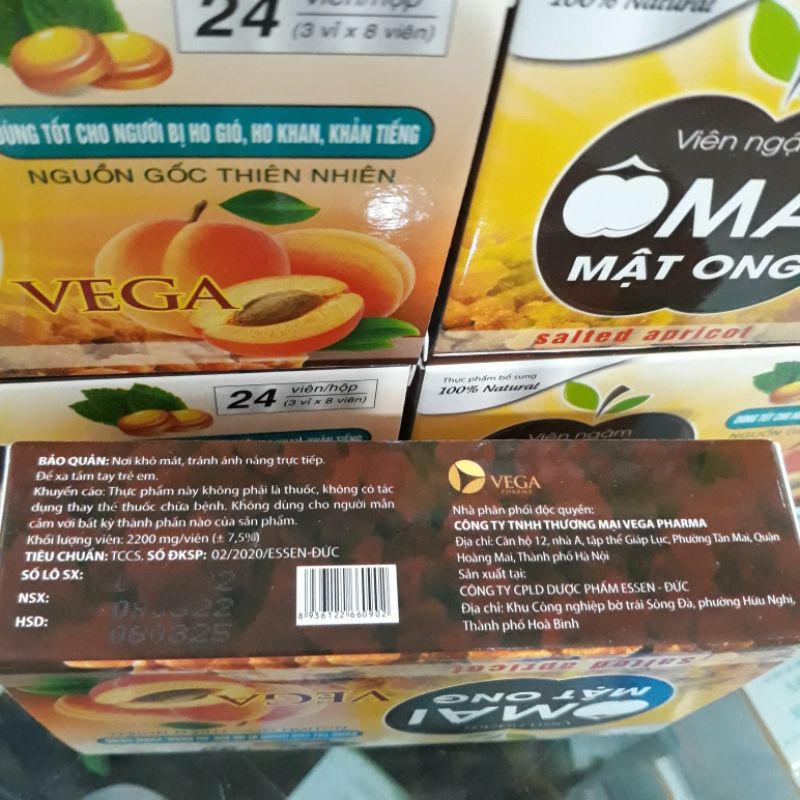 24 viên/hộp
(3 vỉ x 8 viên)
DÙNG TỐT CHO NGƯỜI BỊ HO GIÓ, HO KHAN, KHẢN TIẾNG
NGUỒN GỐC THIÊN NHIÊN
VEGA
100% Natural
Viên ngậm
ÔMA
MẬT ONG
salted apricot
24 viên/hộp
(3 vỉ x 8 viên)
Thực phẩm bổ sung
100% Natural
Viên ngậm
BẢO QUẢN: Nơi khô mát, tránh ánh nắng trực tiếp.
Để xa tầm tay trẻ em.
Khuyến cáo: Thực phẩm này không phải là thuốc, không có tác
dụng thay thế thuốc chữa bệnh. Không dùng cho người mẫn
cảm với bất kỳ thành phần nào của sản phẩm.
Khối lượng viên: 2200 mg/viên (± 7,5%)
TIÊU CHUẨN: TCCS. SỐ ĐKSP: 02/2020/ESSEN-ĐỨC
SỐ LÔ SX:
NSX:
HSD: 060325
8 936122 660902
VEGA
PHARMA
Nhà phân phối độc quyền:
CÔNG TY TNHH THƯƠNG MẠI VEGA PHARMA
Địa chỉ: Căn hộ 12, nhà A, tập thể Giáp Lục, Phường Tân Mai, Quận
Hoàng Mai, Thành phố Hà Nội
Sản xuất tại:
CÔNG TY CPLD DƯỢC PHẨM ESSEN - ĐỨC
Địa chỉ: Khu Công nghiệp bờ trái Sông Đà, phường Hữu Nghị,
Thành phố Hoà Bình
salted apricot
VEGA
ÔMAI
MẬT ONG